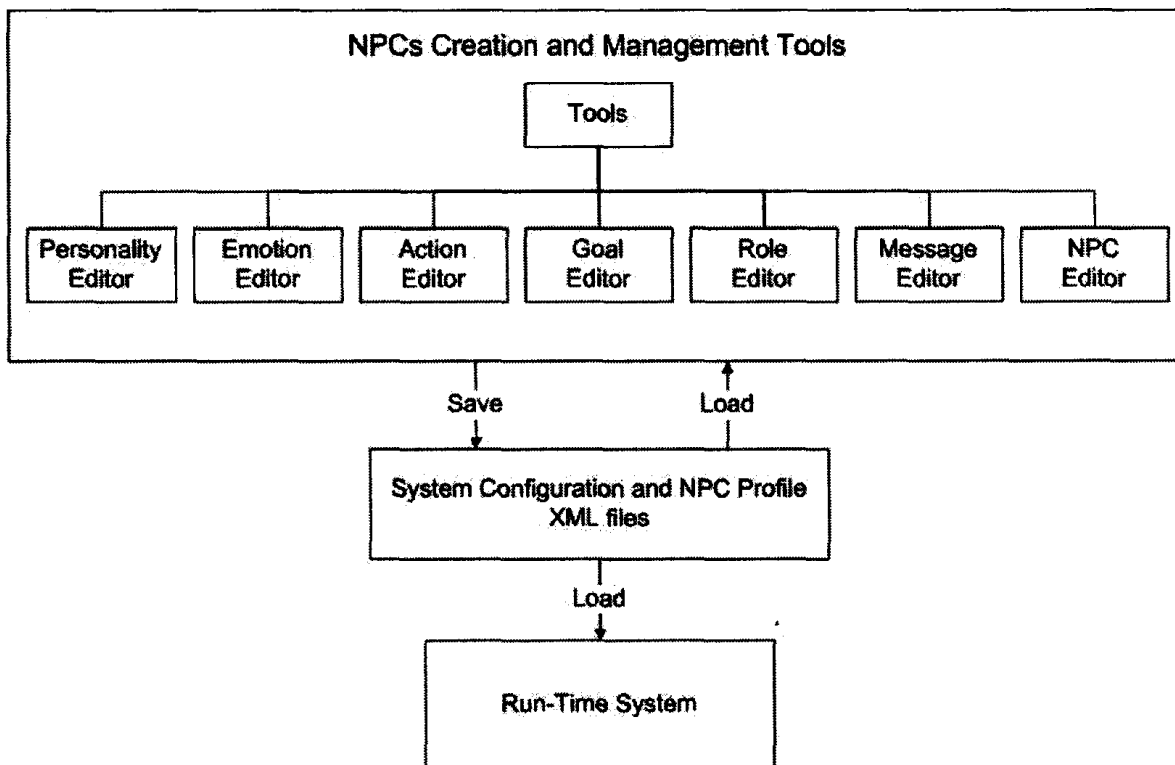 NPCs Creation and Management Tools
Tools
Personality
Editor
Emotion
Editor
Action
Editor
Goal
Editor
Role
Editor
Message
Editor
NPC
Editor
Save
Load
System Configuration and NPC Profile
XML files
Load
Run-Time System